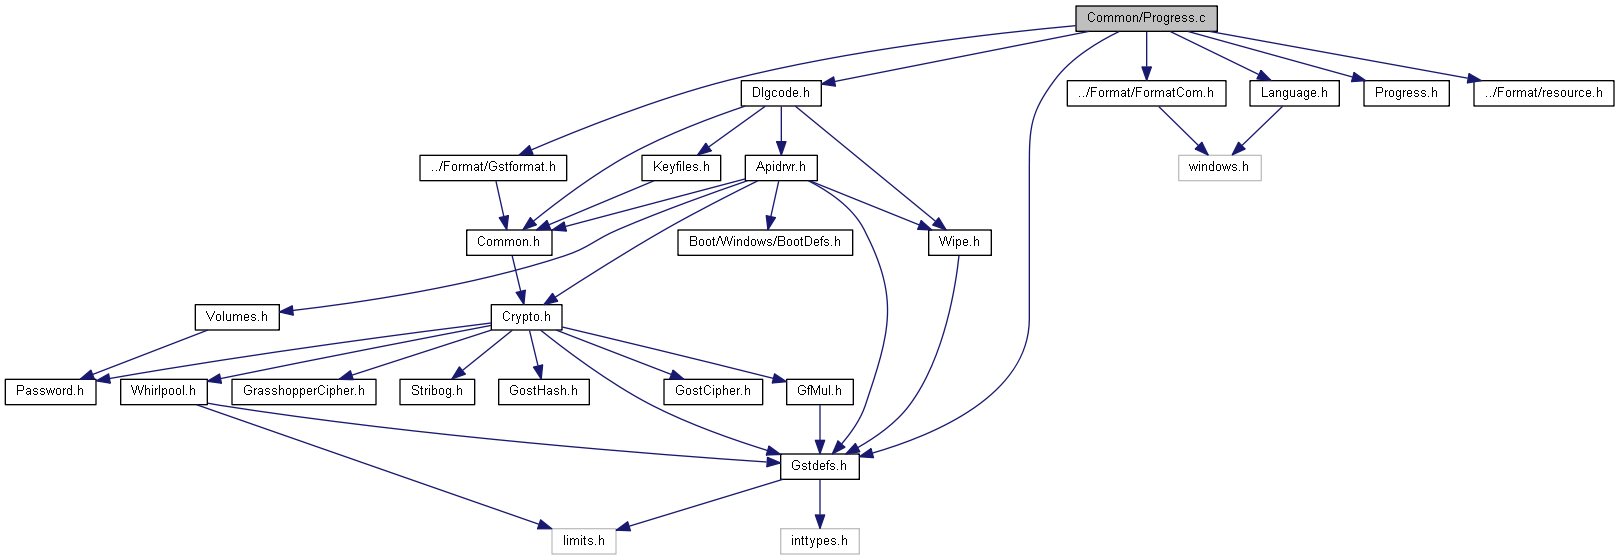 Common/Progress.c
Dlgcode.h
../Format/FormatCom.h
Language.h
Progress.h
../Format/resource.h
../Format/Gstformat.h
Keyfiles.h
Apidrvr.h
windows.h
Common.h
Boot/Windows/BootDefs.h
Wipe.h
Volumes.h
Crypto.h
Password.h
Whirlpool.h
GrasshopperCipher.h
Stribog.h
GostHash.h
GostCipher.h
GfMul.h
Gstdefs.h
limits.h
inttypes.h